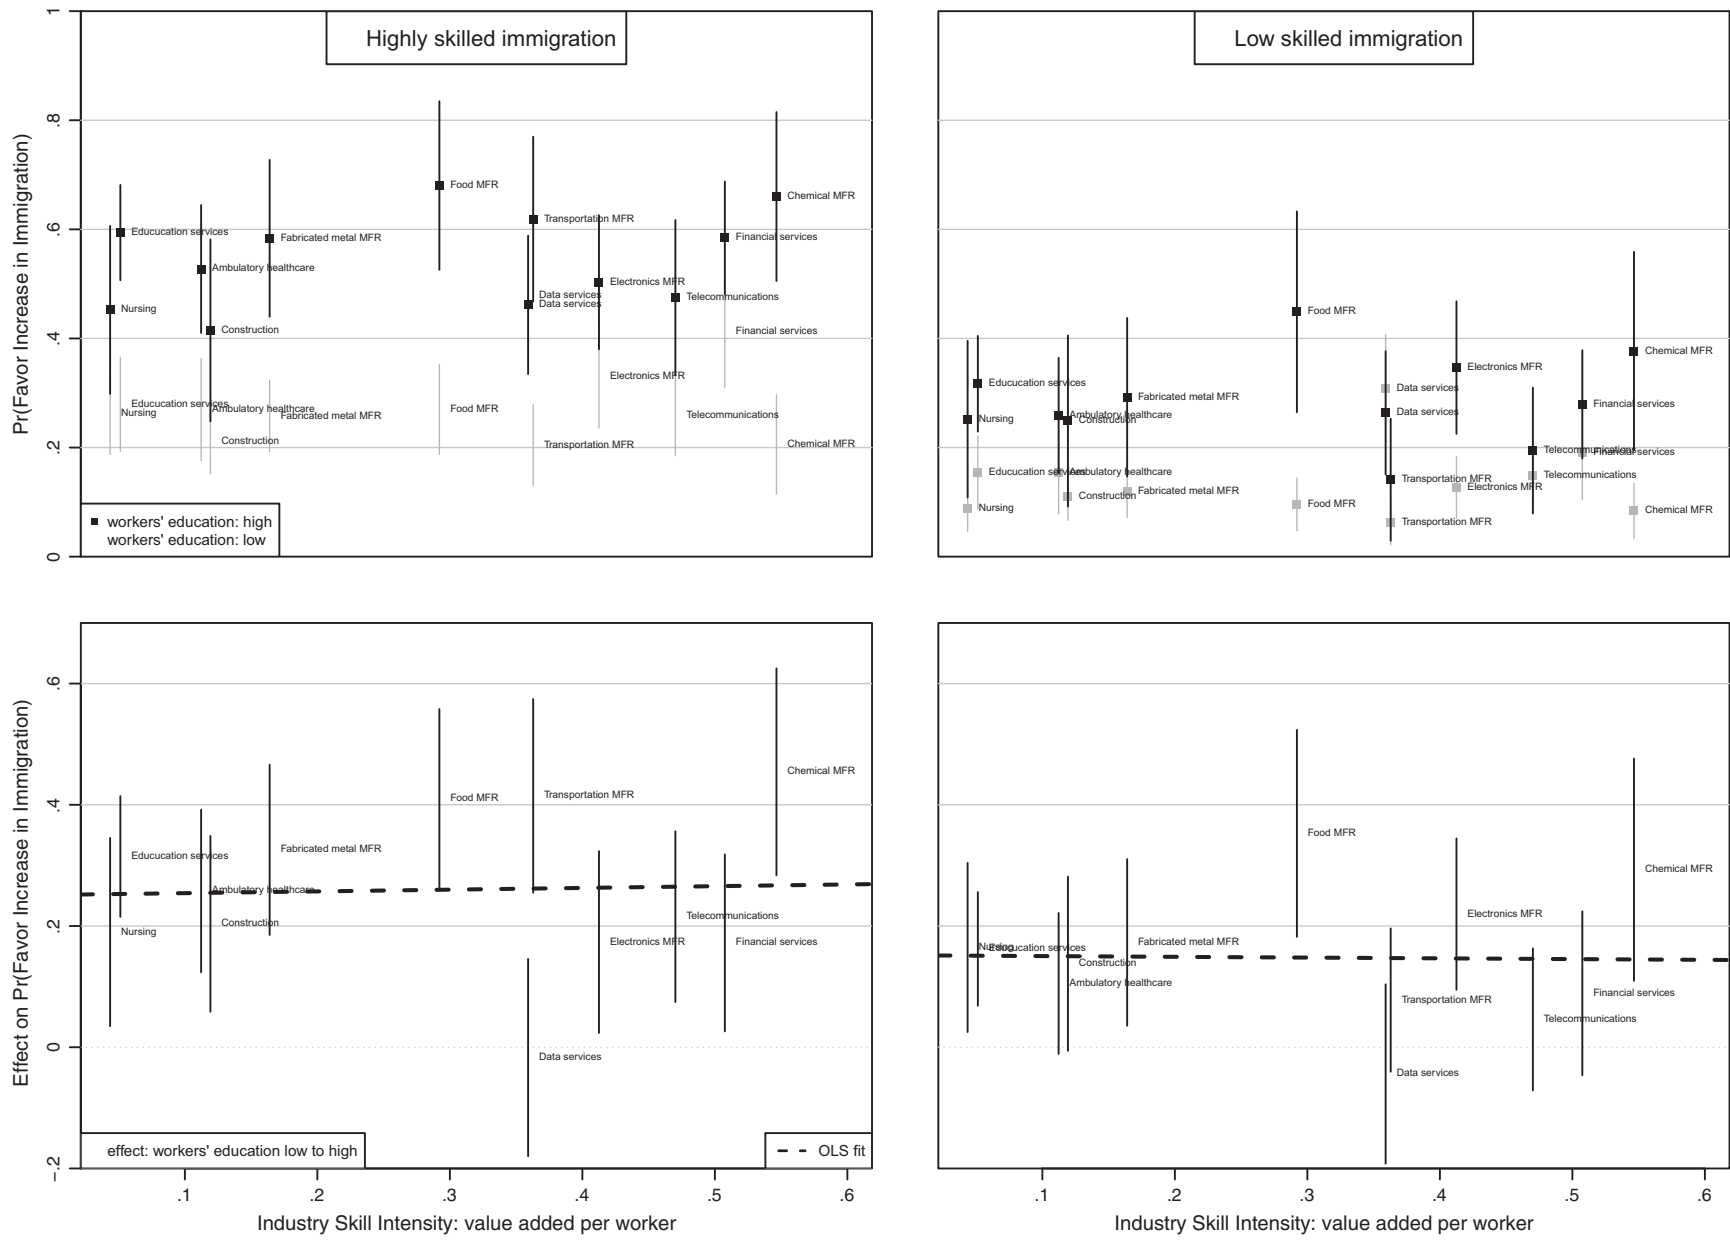 Highly skilled immigration
Low skilled immigration
Pr(Favor Increase in Immigration)
1
.8
.6
.4
.2
0
Food MFR
Chemical MFR
Transportation MFR
Educucation services
Fabricated metal MFR
Financial services
Ambulatory healthcare
Electronics MFR
Data services
Data services
Telecommunications
Nursing
Construction
Financial services
Electronics MFR
Educucation services
Ambulatory healthcare
Food MFR
Nursing
Fabricated metal MFR
Telecommunications
Construction
Transportation MFR
Chemical MFR
workers' education: high
workers' education: low
Food MFR
Chemical MFR
Electronics MFR
Educucation services
Data services
Fabricated metal MFR
Financial services
Data services
Nursing
Ambulatory healthcare
Construction
Telecommunications
Financial services
Educucation services
Ambulatory healthcare
Telecommunications
Transportation MFR
Electronics MFR
Fabricated metal MFR
Construction
Nursing
Food MFR
Chemical MFR
Transportation MFR
Effect on Pr(Favor Increase in Immigration)
.6
.4
.2
0
–.2
Chemical MFR
Food MFR
Transportation MFR
Fabricated metal MFR
Educucation services
Ambulatory healthcare
Construction
Telecommunications
Nursing
Electronics MFR
Financial services
Data services
effect: workers' education low to high
OLS fit
.1
.2
.3
.4
.5
.6
Industry Skill Intensity: value added per worker
Food MFR
Chemical MFR
Electronics MFR
Fabricated metal MFR
Nursing
Educucation services
Construction
Ambulatory healthcare
Financial services
Transportation MFR
Telecommunications
Data services
.1
.2
.3
.4
.5
.6
Industry Skill Intensity: value added per worker